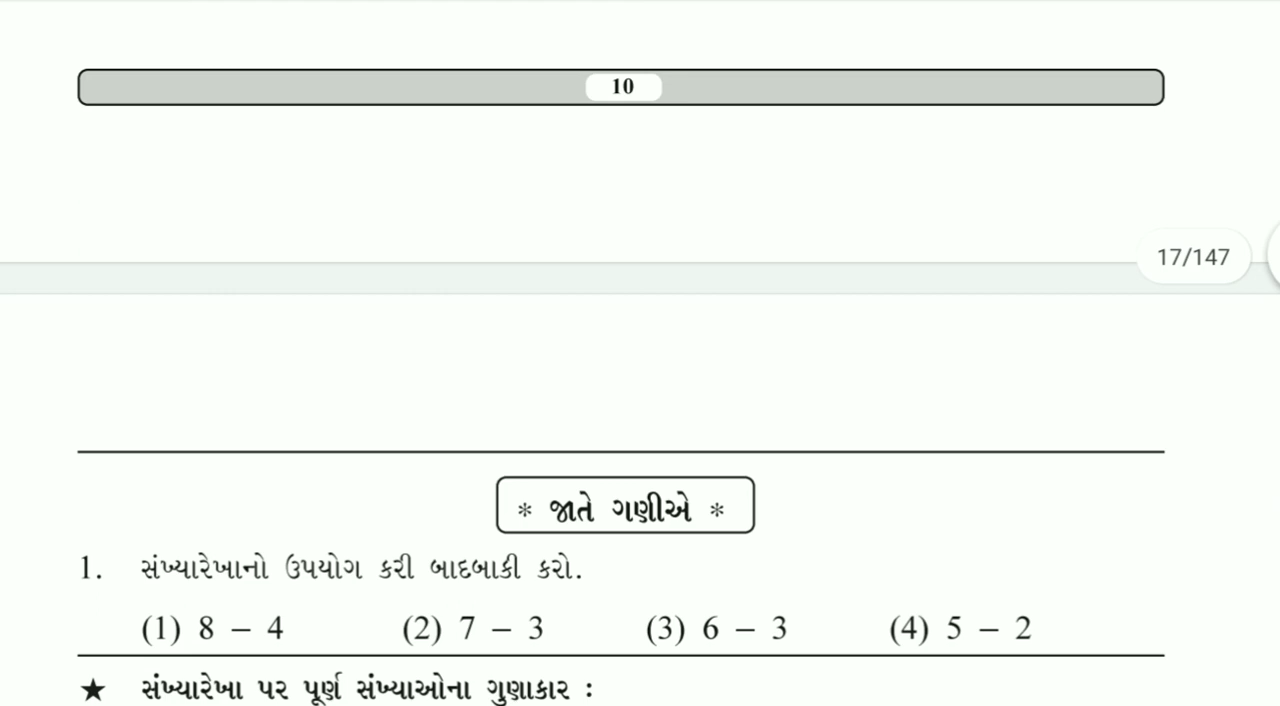 10
17/147
* જાતે ગણીએ *
1. સંખ્યારેખાનો ઉપયોગ કરી બાદબાકી કરો.
(1) 8 – 4 (2) 7 – 3 (3) 6 – 3 (4) 5 – 2
★ સંખ્યારેખા પર પૂર્ણ સંખ્યાઓના ગુણાકાર :